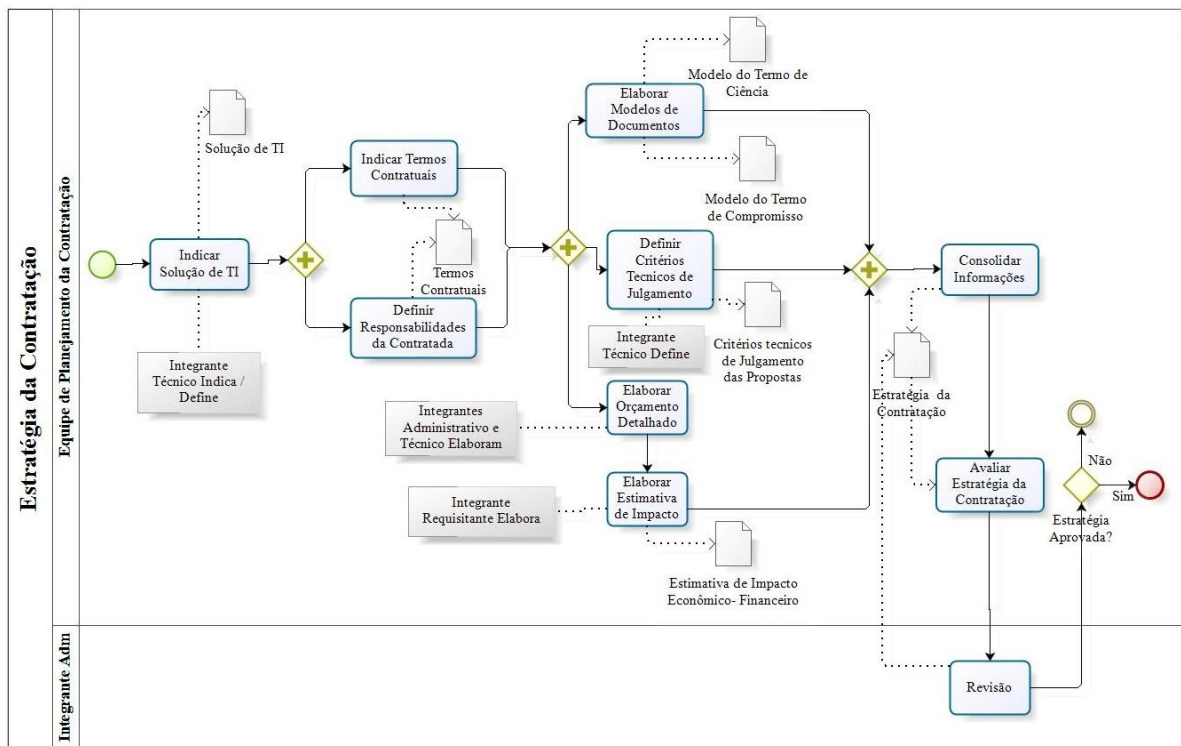 Estratégia da Contratação
Equipe de Planejamento da Contratação
Integrante Adm
Solução de TI
Indicar
Solução de TI
Integrante
Técnico Indica /
Define
Indicar Termos
Contratuais
Termos
Contratuais
Definir
Responsabilidades
da Contratada
Elaborar
Modelos de
Documentos
Modelo do Termo de
Ciência
Modelo do Termo
de Compromisso
Definir
Critérios
Tecnicos de
Julgamento
Integrante
Técnico Define
Critérios tecnicos
de Julgamento
das Propostas
Elaborar
Orçamento
Detalhado
Integrantes
Administrativo e
Técnico Elaboram
Elaborar
Estimativa
de Impacto
Integrante
Requisitante Elabora
Estimativa de Impacto
Econômico- Financeiro
Consolidar
Informações
Estratégia da
Contratação
Avaliar
Estratégia da
Contratação
Não
Sim
Estratégia
Aprovada?
Revisão